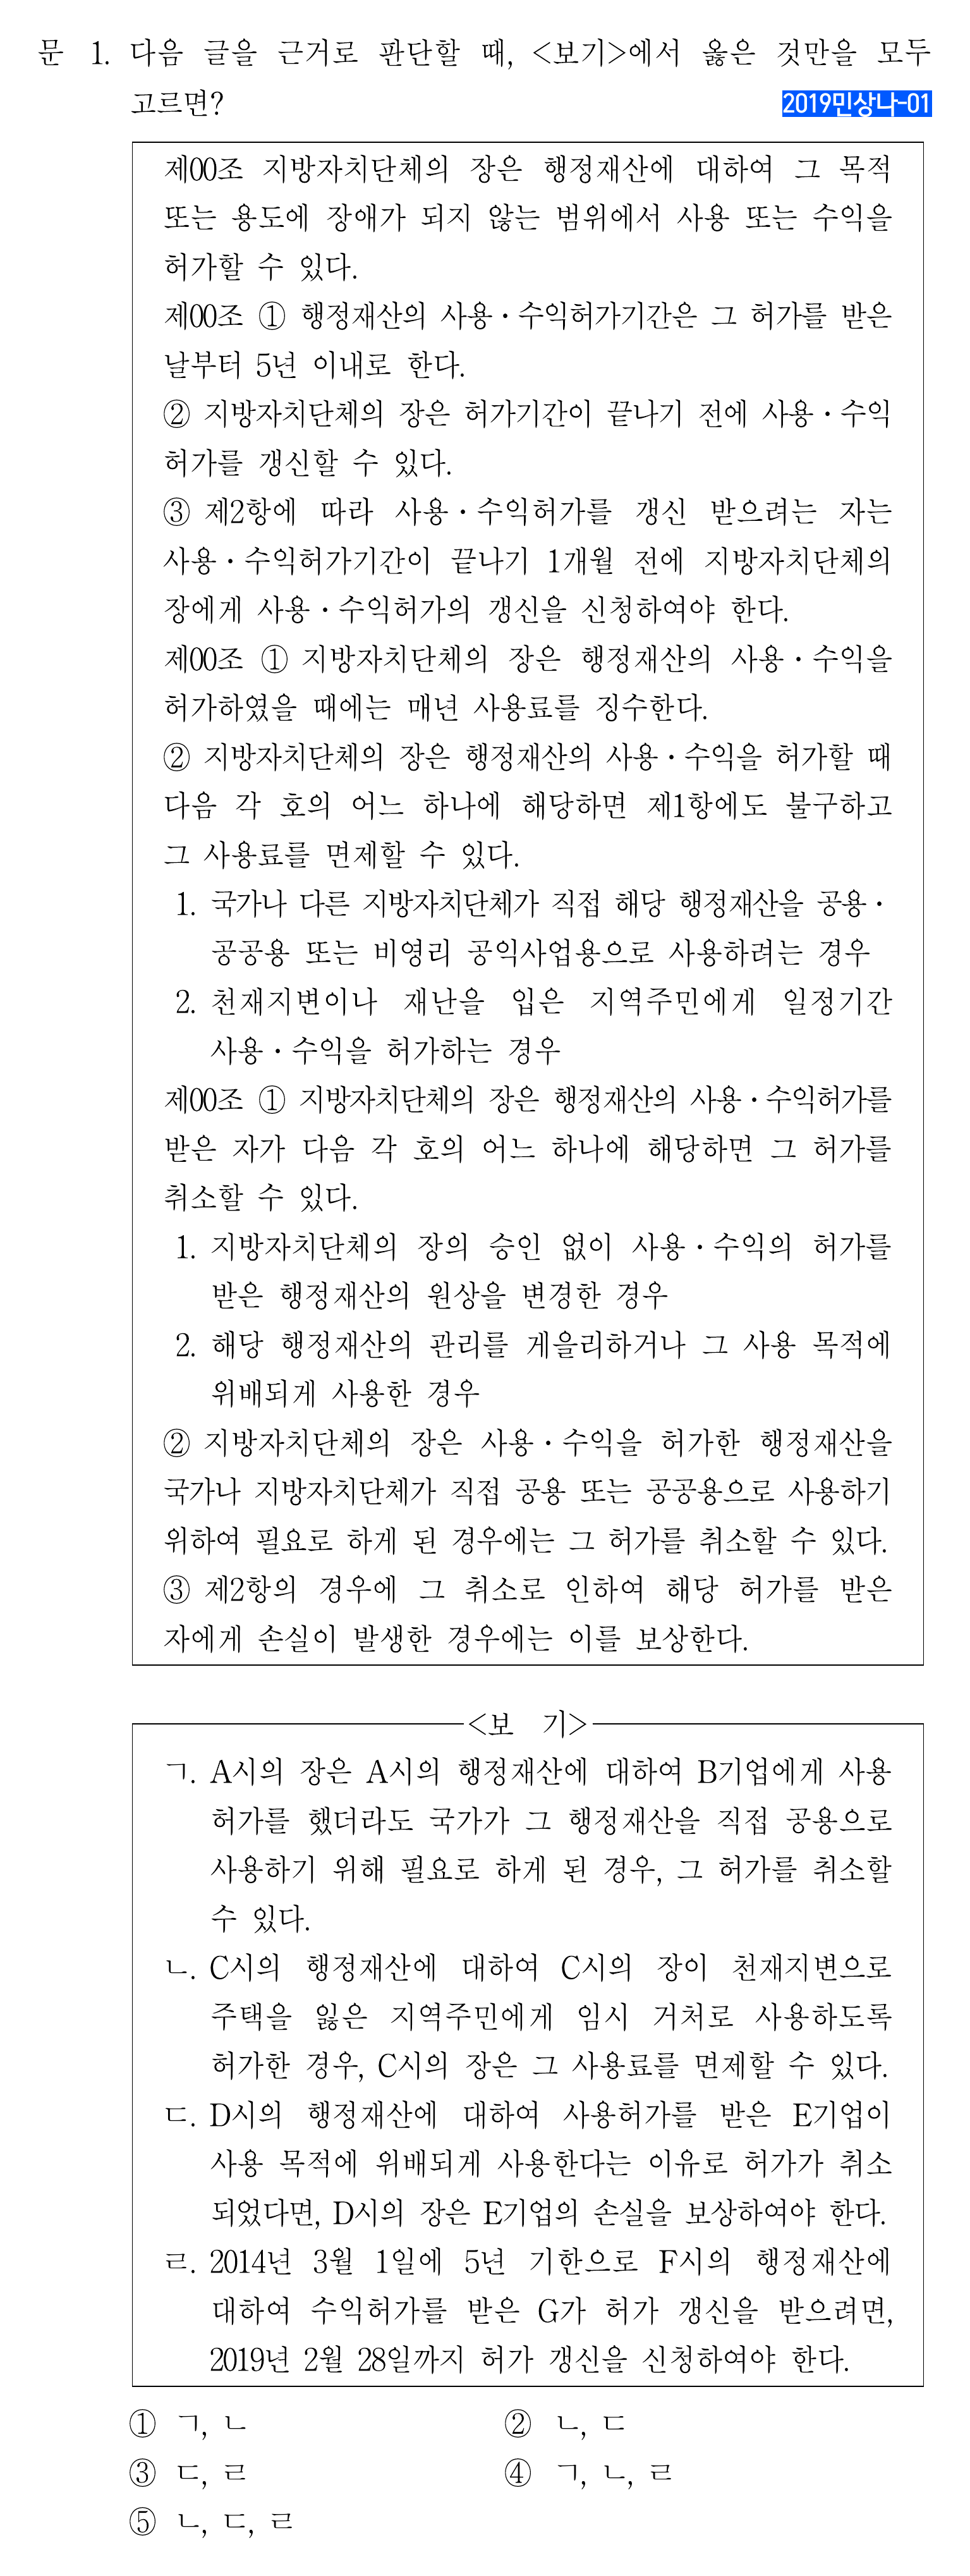 문 1. 다음 글을 근거로 판단할 때, <보기>에서 옳은 것만을 모두
고르면?
2019민상나-01
제00조 지방자치단체의 장은 행정재산에 대하여 그 목적
또는 용도에 장애가 되지 않는 범위에서 사용 또는 수익을
허가할 수 있다.
제00조 ① 행정재산의 사용·수익허가기간은 그 허가를 받은
날부터 5년 이내로 한다.
② 지방자치단체의 장은 허가기간이 끝나기 전에 사용·수익
허가를 갱신할 수 있다.
③ 제2항에 따라 사용·수익허가를 갱신 받으려는 자는
사용·수익허가기간이 끝나기 1개월 전에 지방자치단체의
장에게 사용·수익허가의 갱신을 신청하여야 한다.
제00조 ① 지방자치단체의 장은 행정재산의 사용·수익을
허가하였을 때에는 매년 사용료를 징수한다.
② 지방자치단체의 장은 행정재산의 사용·수익을 허가할 때
다음 각 호의 어느 하나에 해당하면 제1항에도 불구하고
그 사용료를 면제할 수 있다.
1. 국가나 다른 지방자치단체가 직접 해당 행정재산을 공용·
공공용 또는 비영리 공익사업용으로 사용하려는 경우
2. 천재지변이나 재난을 입은 지역주민에게 일정기간
사용·수익을 허가하는 경우
제00조 ① 지방자치단체의 장은 행정재산의 사용·수익허가를
받은 자가 다음 각 호의 어느 하나에 해당하면 그 허가를
취소할 수 있다.
1. 지방자치단체의 장의 승인 없이 사용·수익의 허가를
받은 행정재산의 원상을 변경한 경우
2. 해당 행정재산의 관리를 게을리하거나 그 사용 목적에
위배되게 사용한 경우
② 지방자치단체의 장은 사용·수익을 허가한 행정재산을
국가나 지방자치단체가 직접 공용 또는 공공용으로 사용하기
위하여 필요로 하게 된 경우에는 그 허가를 취소할 수 있다.
③ 제2항의 경우에 그 취소로 인하여 해당 허가를 받은
자에게 손실이 발생한 경우에는 이를 보상한다.
<보 기>
ㄱ. A시의 장은 A시의 행정재산에 대하여 B기업에게 사용
허가를 했더라도 국가가 그 행정재산을 직접 공용으로
사용하기 위해 필요로 하게 된 경우, 그 허가를 취소할
수 있다.
ㄴ. C시의 행정재산에 대하여 C시의 장이 천재지변으로
주택을 잃은 지역주민에게 임시 거처로 사용하도록
허가한 경우, C시의 장은 그 사용료를 면제할 수 있다.
ㄷ. D시의 행정재산에 대하여 사용허가를 받은 E기업이
사용 목적에 위배되게 사용한다는 이유로 허가가 취소
되었다면, D시의 장은 E기업의 손실을 보상하여야 한다.
ㄹ. 2014년 3월 1일에 5년 기한으로 F시의 행정재산에
대하여 수익허가를 받은 G가 허가 갱신을 받으려면,
2019년 2월 28일까지 허가 갱신을 신청하여야 한다.
① ㄱ, ㄴ ② ㄴ, ㄷ
③ ㄷ, ㄹ ④ ㄱ, ㄴ, ㄹ
⑤ ㄴ, ㄷ, ㄹ